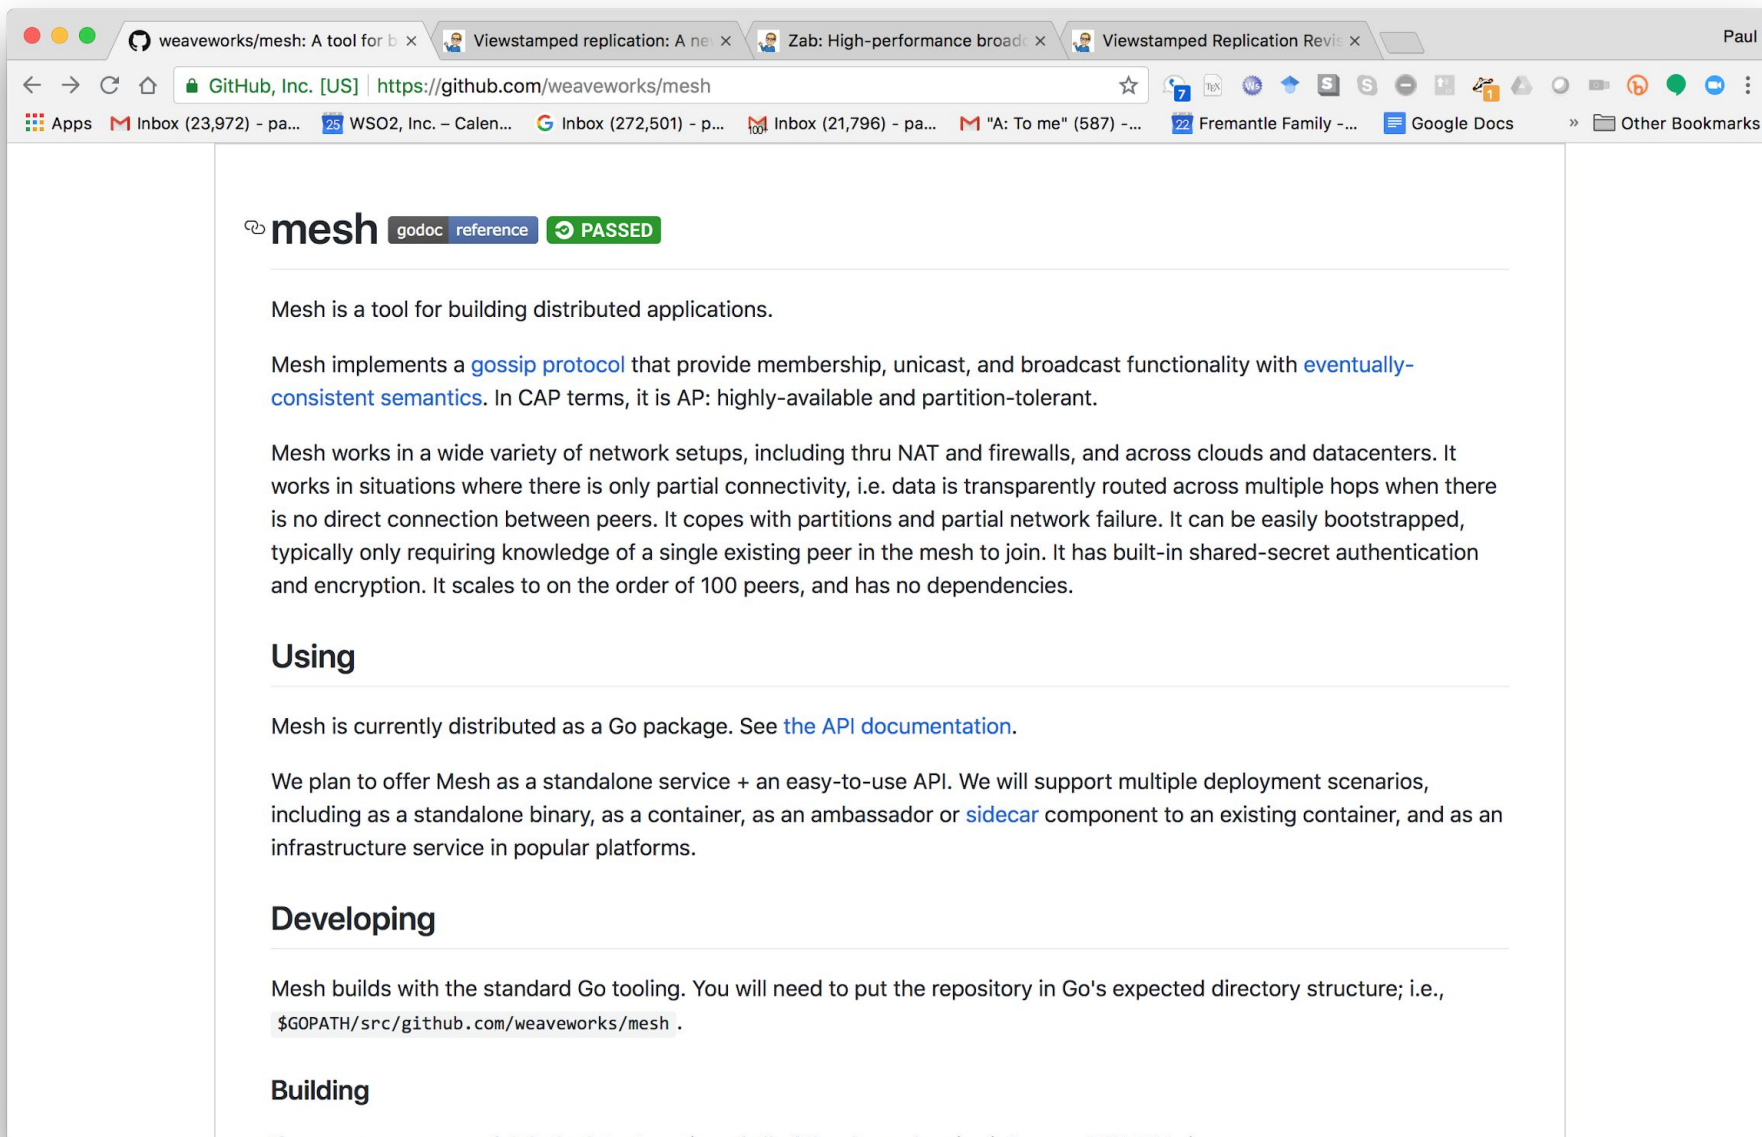 weaveworks/mesh: A tool for b
Viewstamped replication: A ne
Zab: High-performance broadc
Viewstamped Replication Revis
Paul
GitHub, Inc. [US] https://github.com/weaveworks/mesh
7
TEX
Ws
S
S
1
b
Apps
Inbox (23,972) - pa...
25 WSO2, Inc. – Calen...
G Inbox (272,501) - p...
100+ Inbox (21,796) - pa...
"A: To me" (587) -...
22 Fremantle Family -...
Google Docs
»
Other Bookmarks
mesh godoc reference PASSED
Mesh is a tool for building distributed applications.
Mesh implements a gossip protocol that provide membership, unicast, and broadcast functionality with eventually-
consistent semantics. In CAP terms, it is AP: highly-available and partition-tolerant.
Mesh works in a wide variety of network setups, including thru NAT and firewalls, and across clouds and datacenters. It
works in situations where there is only partial connectivity, i.e. data is transparently routed across multiple hops when there
is no direct connection between peers. It copes with partitions and partial network failure. It can be easily bootstrapped,
typically only requiring knowledge of a single existing peer in the mesh to join. It has built-in shared-secret authentication
and encryption. It scales to on the order of 100 peers, and has no dependencies.
Using
Mesh is currently distributed as a Go package. See the API documentation.
We plan to offer Mesh as a standalone service + an easy-to-use API. We will support multiple deployment scenarios,
including as a standalone binary, as a container, as an ambassador or sidecar component to an existing container, and as an
infrastructure service in popular platforms.
Developing
Mesh builds with the standard Go tooling. You will need to put the repository in Go's expected directory structure; i.e.,
$GOPATH/src/github.com/weaveworks/mesh .
Building